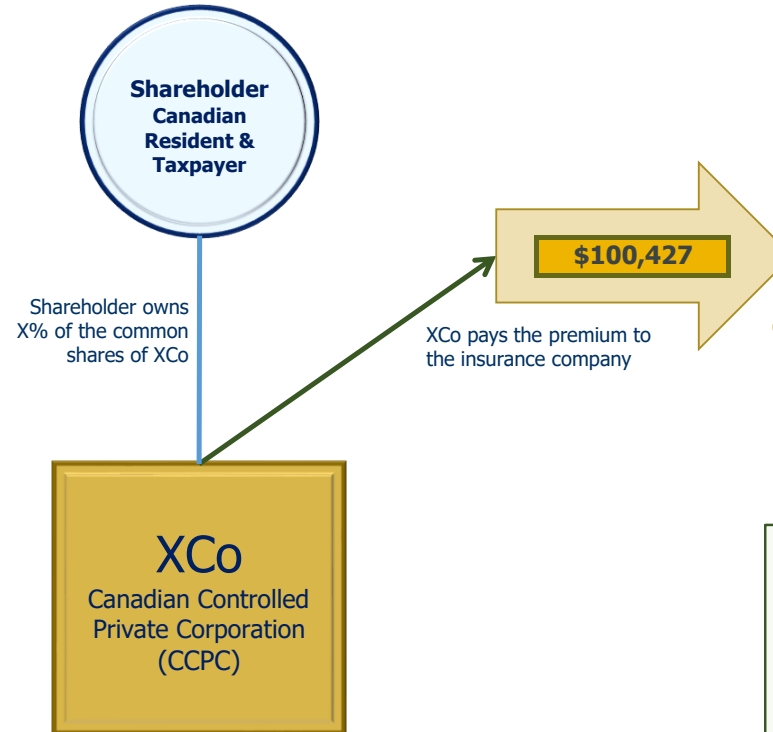 Shareholder
Canadian
Resident &
Taxpayer
$100,427
Shareholder owns
X% of the common
shares of XCo
XCo pays the premium to
the insurance company
XCo
Canadian Controlled
Private Corporation
(CCPC)